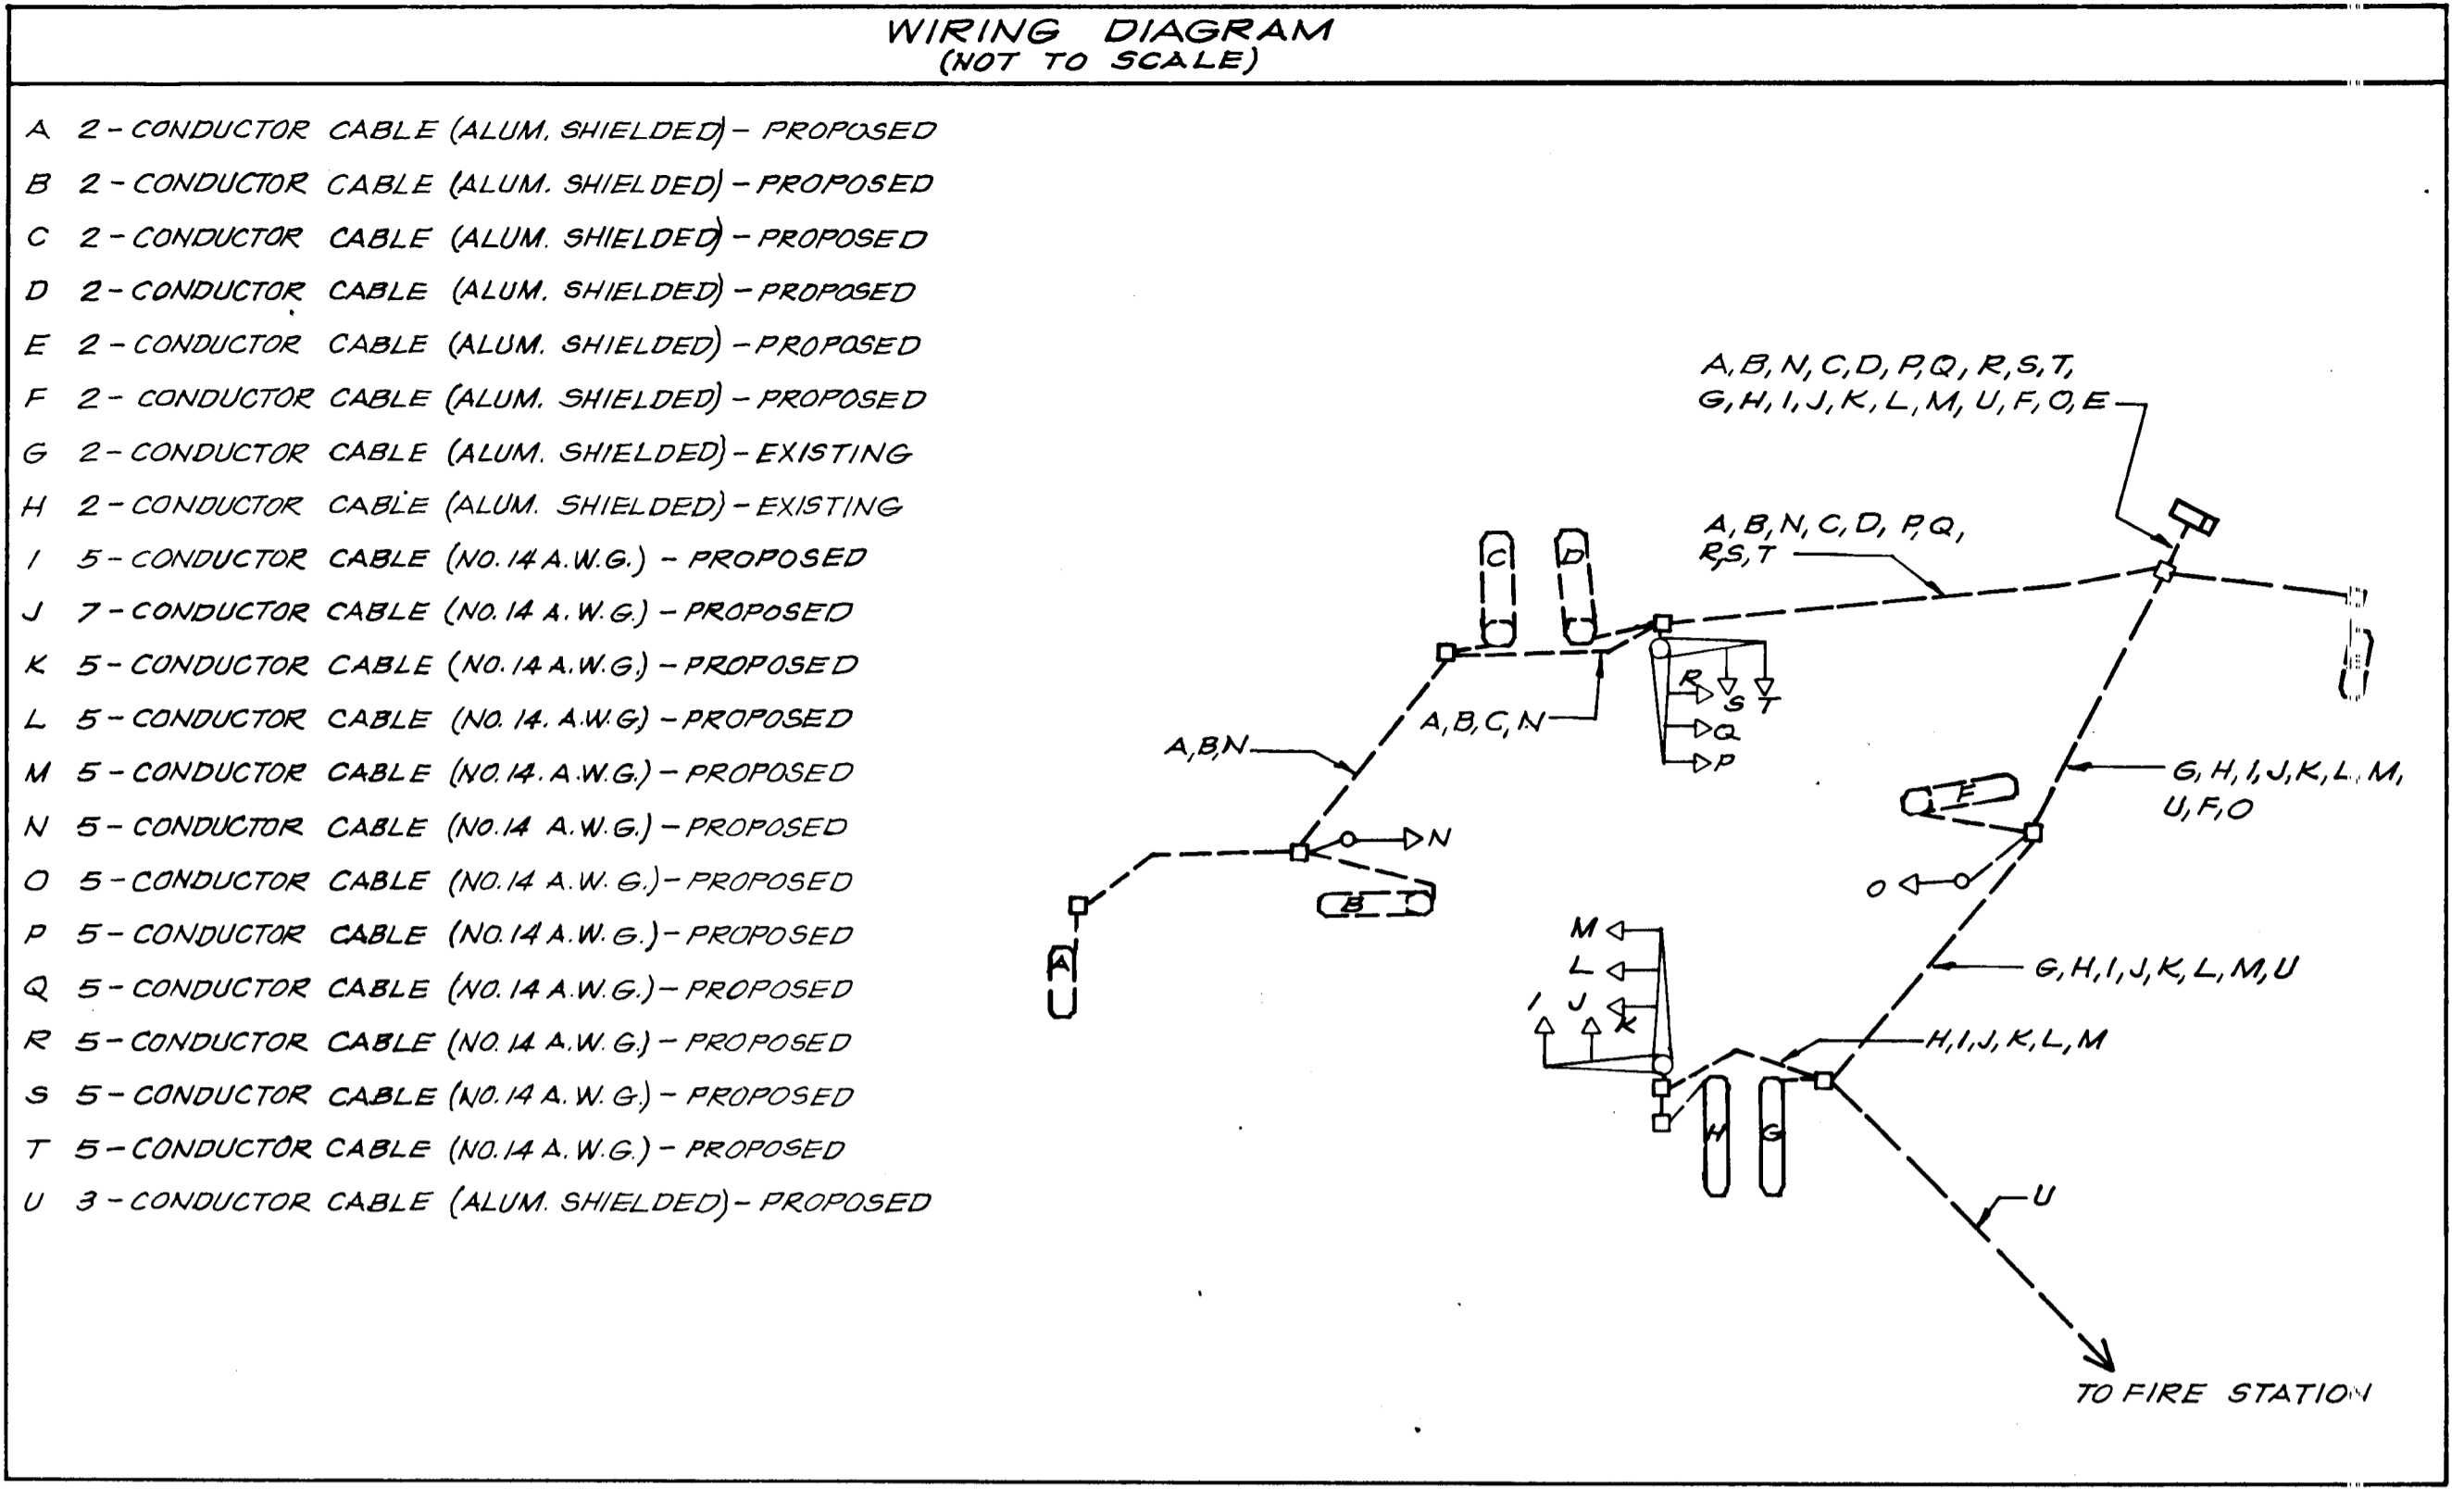 WIRING DIAGRAM
(NOT TO SCALE)
A 2-CONDUCTOR CABLE (ALUM. SHIELDED) - PROPOSED
B 2-CONDUCTOR CABLE (ALUM. SHIELDED) - PROPOSED
C 2-CONDUCTOR CABLE (ALUM. SHIELDED) - PROPOSED
D 2-CONDUCTOR CABLE (ALUM. SHIELDED) - PROPOSED
E 2-CONDUCTOR CABLE (ALUM. SHIELDED) - PROPOSED
F 2-CONDUCTOR CABLE (ALUM. SHIELDED) - PROPOSED
G 2-CONDUCTOR CABLE (ALUM. SHIELDED) - EXISTING
H 2-CONDUCTOR CABLE (ALUM. SHIELDED) - EXISTING
I 5-CONDUCTOR CABLE (NO. 14 A.W.G.) - PROPOSED
J 7-CONDUCTOR CABLE (NO. 14 A.W.G.) - PROPOSED
K 5-CONDUCTOR CABLE (NO. 14 A.W.G.) - PROPOSED
L 5-CONDUCTOR CABLE (NO. 14. A.W.G.) - PROPOSED
M 5-CONDUCTOR CABLE (NO. 14. A.W.G.) - PROPOSED
N 5-CONDUCTOR CABLE (NO. 14 A.W.G.) - PROPOSED
O 5-CONDUCTOR CABLE (NO. 14 A.W.G.) - PROPOSED
P 5-CONDUCTOR CABLE (NO. 14 A.W.G.) - PROPOSED
Q 5-CONDUCTOR CABLE (NO. 14 A.W.G.) - PROPOSED
R 5-CONDUCTOR CABLE (NO. 14 A.W.G.) - PROPOSED
S 5-CONDUCTOR CABLE (NO. 14 A.W.G.) - PROPOSED
T 5-CONDUCTOR CABLE (NO. 14 A.W.G.) - PROPOSED
U 3-CONDUCTOR CABLE (ALUM. SHIELDED) - PROPOSED
A, B, N, C, D, P, Q, R, S, T,
G, H, I, J, K, L, M, U, F, O, E
A, B, N, C, D, P, Q,
R, S, T
C
D
E
R
S
T
Q
P
A, B, C, N
A, B, N
G, H, I, J, K, L, M,
U, F, O
F
N
O
B
A
M
L
I
J
K
G, H, I, J, K, L, M, U
H, I, J, K, L, M
H
G
U
TO FIRE STATION